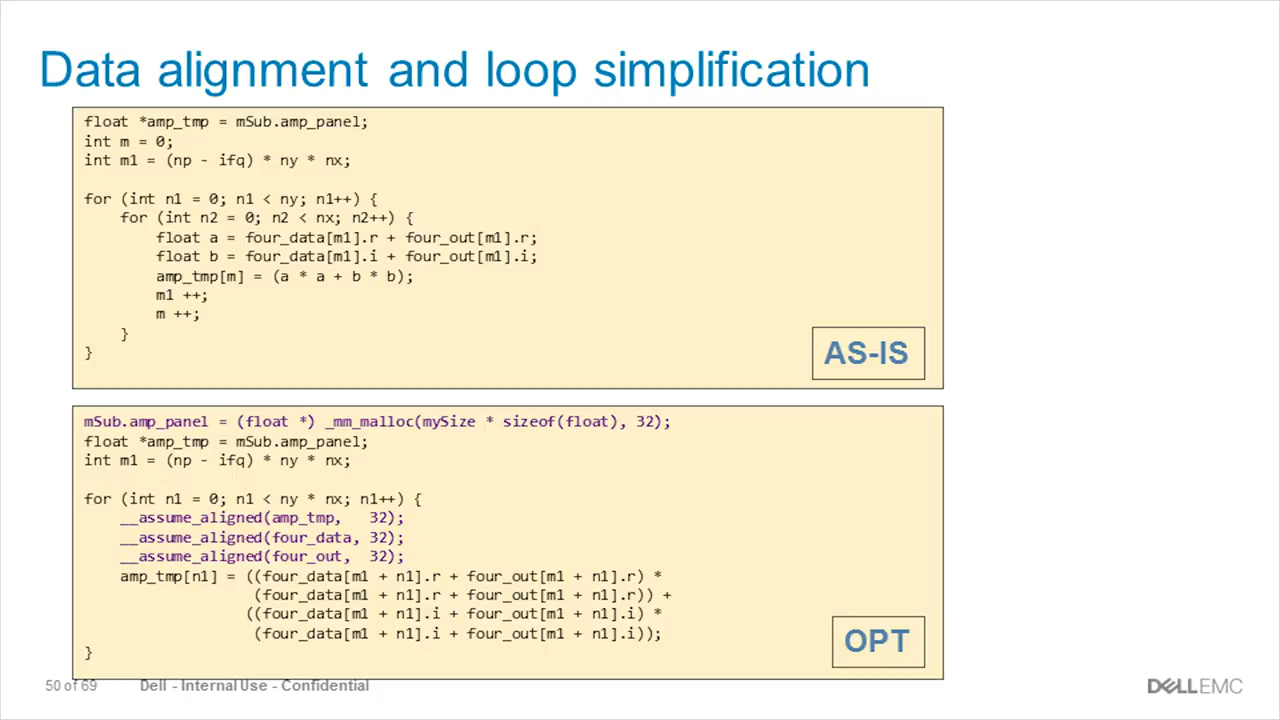 Data alignment and loop simplification
float *amp_tmp = mSub.amp_panel;
int m = 0;
int m1 = (np - ifq) * ny * nx;
for (int n1 = 0; n1 < ny; n1++) {
    for (int n2 = 0; n2 < nx; n2++) {
        float a = four_data[m1].r + four_out[m1].r;
        float b = four_data[m1].i + four_out[m1].i;
        amp_tmp[m] = (a * a + b * b);
        m1 ++;
        m ++;
    }
}
AS-IS
mSub.amp_panel = (float *) _mm_malloc(mySize * sizeof(float), 32);
float *amp_tmp = mSub.amp_panel;
int m1 = (np - ifq) * ny * nx;
for (int n1 = 0; n1 < ny * nx; n1++) {
    __assume_aligned(amp_tmp,   32);
    __assume_aligned(four_data, 32);
    __assume_aligned(four_out,  32);
    amp_tmp[n1] = ((four_data[m1 + n1].r + four_out[m1 + n1].r) *
                   (four_data[m1 + n1].r + four_out[m1 + n1].r)) +
                  ((four_data[m1 + n1].i + four_out[m1 + n1].i) *
                   (four_data[m1 + n1].i + four_out[m1 + n1].i));
}
OPT
50 of 69 Dell - Internal Use - Confidential
DELLEMC